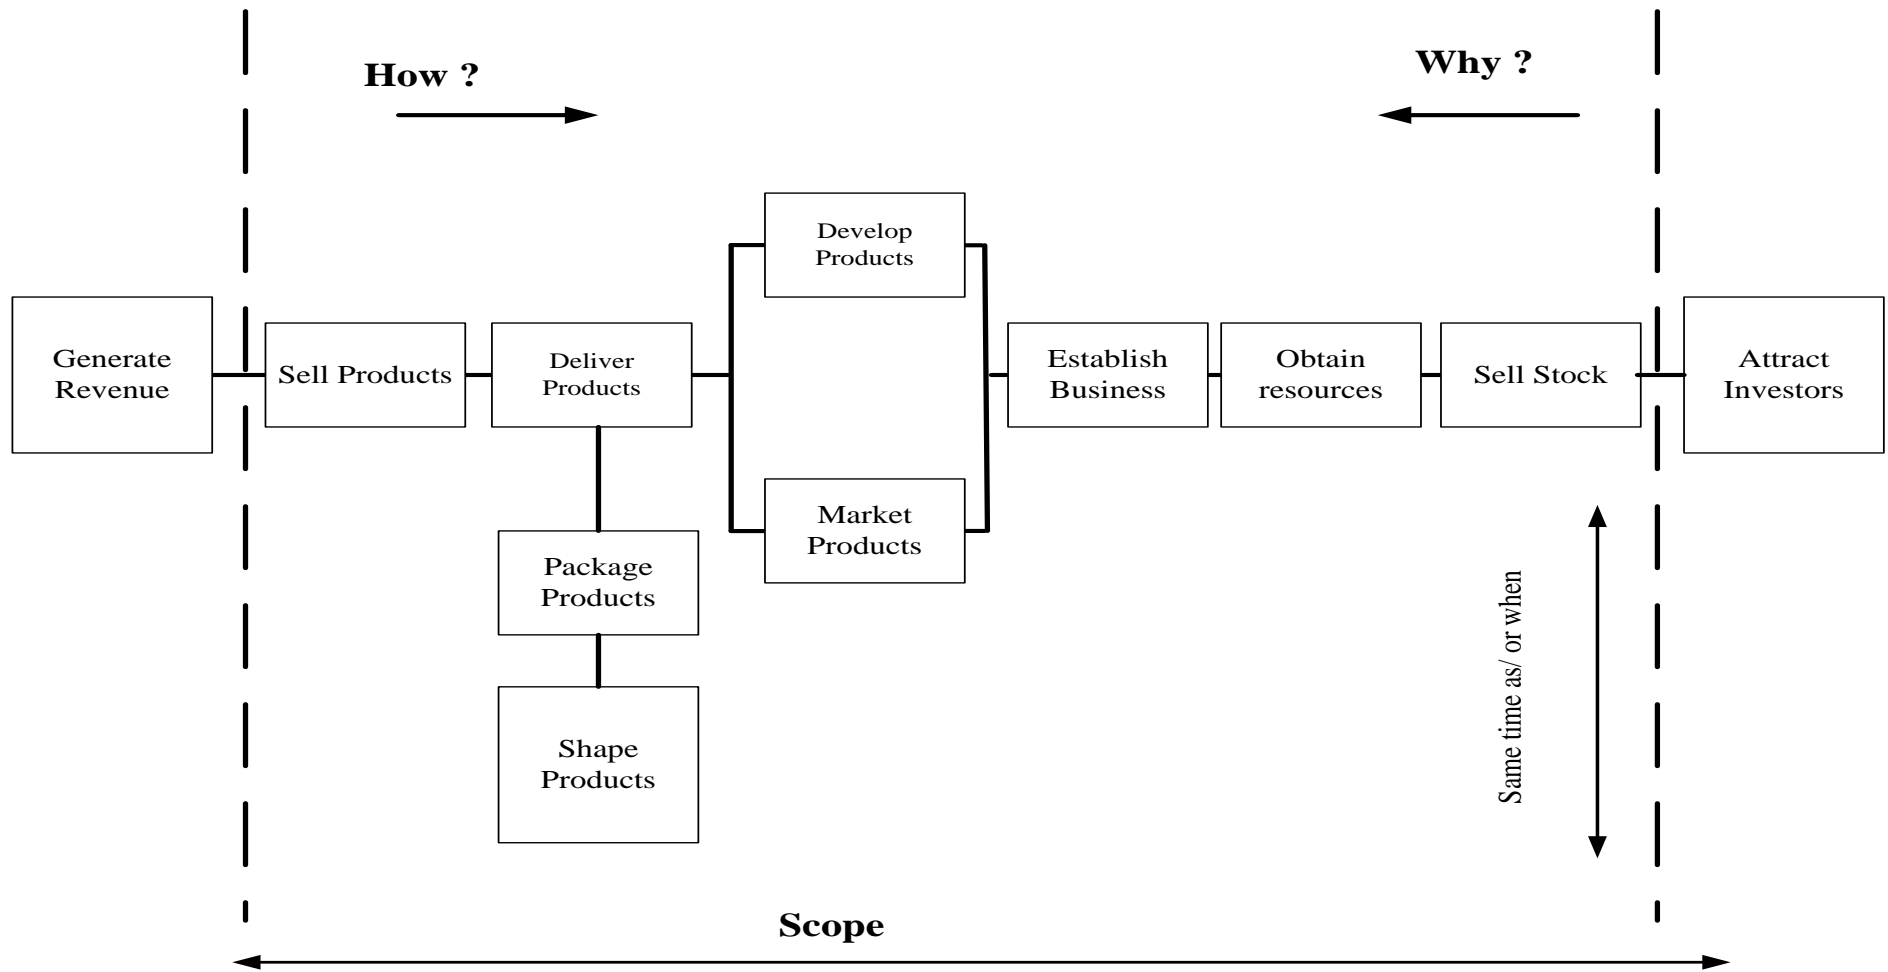 How ?
Why ?
Develop
Products
Generate
Revenue
Sell Products
Deliver
Products
Establish
Business
Obtain
resources
Sell Stock
Attract
Investors
Market
Products
Package
Products
Same time as/ or when
Shape
Products
Scope